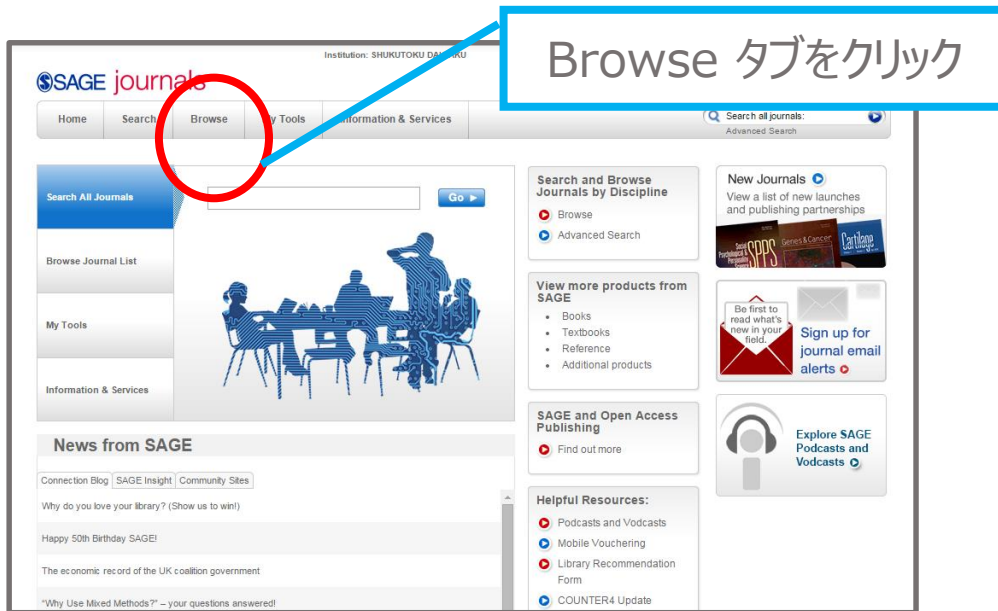 Browse タブをクリック
Institution: SHUKUTOKU
SAGE journals
Home
Search
Browse
My Tools
Information & Services
Search all journals:
Advanced Search
Search All Journals
Go
Browse Journal List
My Tools
Information & Services
Search and Browse
Journals by Discipline
Browse
Advanced Search
View more products from
SAGE
Books
Textbooks
Reference
Additional products
SAGE and Open Access
Publishing
Find out more
Helpful Resources:
Podcasts and Vodcasts
Mobile Vouchering
Library Recommendation
Form
COUNTER4 Update
New Journals
View a list of new launches
and publishing partnerships
Social
Psychological &
Personality
Science
SPPS
Genes & Cancer
Cartilage
Be first to
read what's
new in your
field.
Sign up for
journal email
alerts
Explore SAGE
Podcasts and
Vodcasts
News from SAGE
Connection Blog
SAGE Insight
Community Sites
Why do you love your library? (Show us to win!)
Happy 50th Birthday SAGE!
The economic record of the UK coalition government
"Why Use Mixed Methods?" – your questions answered!